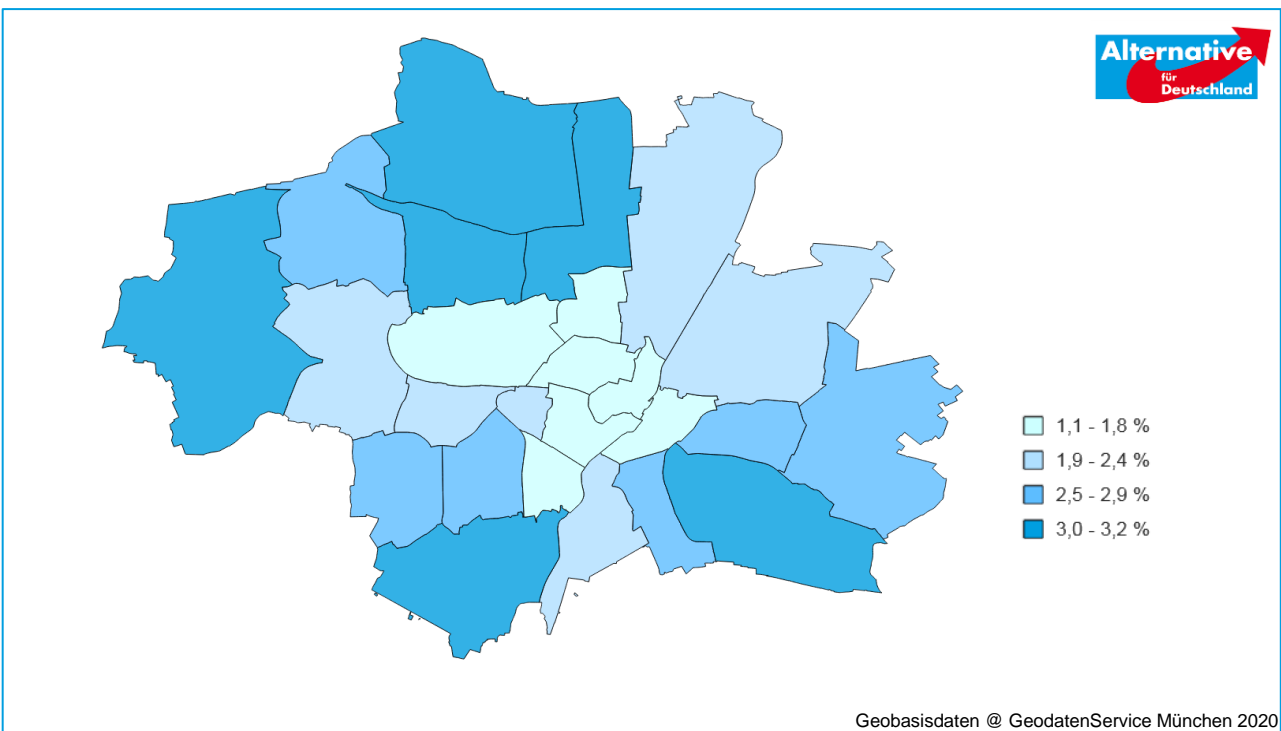 Alternative
für
Deutschland
1,1 - 1,8 %
1,9 - 2,4 %
2,5 - 2,9 %
3,0 - 3,2 %
Geobasisdaten @ GeodatenService München 2020